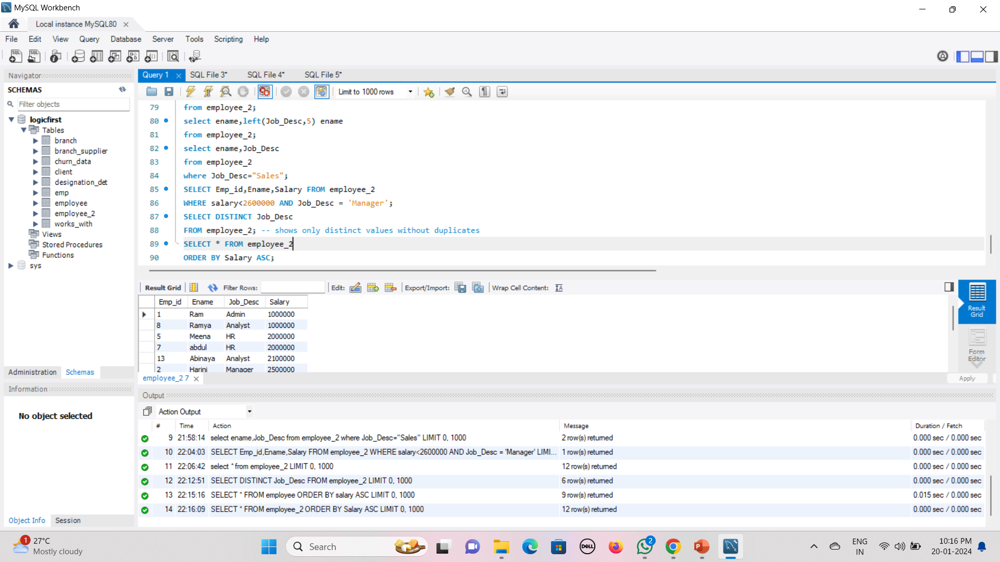 MySQL Workbench
Local instance MySQL80
File Edit View Query Database Server Tools Scripting Help
Navigator
SCHEMAS
Filter objects
logicfirst
Tables
branch
branch_supplier
churn_data
client
designation_det
emp
employee
employee_2
works_with
Views
Stored Procedures
Functions
sys
Administration Schemas
Information
No object selected
Object Info Session
Query 1 SQL File 3* SQL File 4* SQL File 5*
Limit to 1000 rows
79 from employee_2;
80 select ename,left(Job_Desc,5) ename
81 from employee_2;
82 select ename,Job_Desc
83 from employee_2
84 where Job_Desc="Sales";
85 SELECT Emp_id,Ename,Salary FROM employee_2
86 WHERE salary<2600000 AND Job_Desc = 'Manager';
87 SELECT DISTINCT Job_Desc
88 FROM employee_2; -- shows only distinct values without duplicates
89 SELECT * FROM employee_2
90 ORDER BY Salary ASC;
Result Grid Filter Rows: Edit: Export/Import: Wrap Cell Content:
Emp_id Ename Job_Desc Salary
1 Ram Admin 1000000
8 Ramya Analyst 1000000
5 Meena HR 2000000
7 abdul HR 2000000
13 Abinaya Analyst 2100000
2 Harini Manager 2500000
Result
Grid
Form
Editor
employee_2 7
Apply
Output
Action Output
# Time Action Message Duration / Fetch
9 21:58:14 select ename,Job_Desc from employee_2 where Job_Desc="Sales" LIMIT 0, 1000 2 row(s) returned 0.000 sec / 0.000 sec
10 22:04:03 SELECT Emp_id,Ename,Salary FROM employee_2 WHERE salary<2600000 AND Job_Desc = 'Manager' LIMI... 1 row(s) returned 0.000 sec / 0.000 sec
11 22:06:42 select * from employee_2 LIMIT 0, 1000 12 row(s) returned 0.000 sec / 0.000 sec
12 22:12:51 SELECT DISTINCT Job_Desc FROM employee_2 LIMIT 0, 1000 6 row(s) returned 0.000 sec / 0.000 sec
13 22:15:16 SELECT * FROM employee ORDER BY salary ASC LIMIT 0, 1000 9 row(s) returned 0.015 sec / 0.000 sec
14 22:16:09 SELECT * FROM employee_2 ORDER BY Salary ASC LIMIT 0, 1000 12 row(s) returned 0.000 sec / 0.000 sec
1
27°C
Mostly cloudy
Search
DELL
2
ENG
IN
10:16 PM
20-01-2024